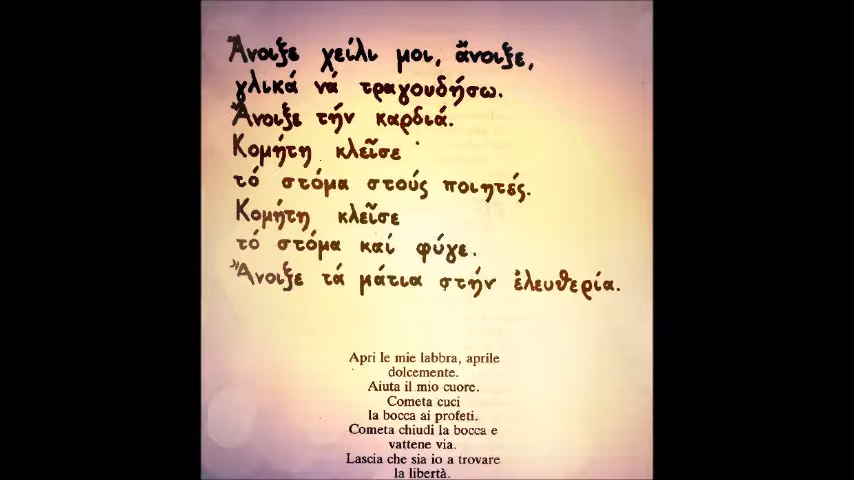 Ἄνοιξε χείλι μοι, ἄνοιξε,
γλικά νά τραγουδήσω.
Ἄνοιξε τήν καρδιά.
Κομήτη κλεῖσε
τό στόμα στούς ποιητές.
Κομήτη κλεῖσε
τό στόμα καί φύγε.
Ἄνοιξε τά μάτια στήν ἐλευθερία.
Apri le mie labbra, aprile
dolcemente.
Aiuta il mio cuore.
Cometa cuci
la bocca ai profeti.
Cometa chiudi la bocca e
vattene via.
Lascia che sia io a trovare
la libertà.